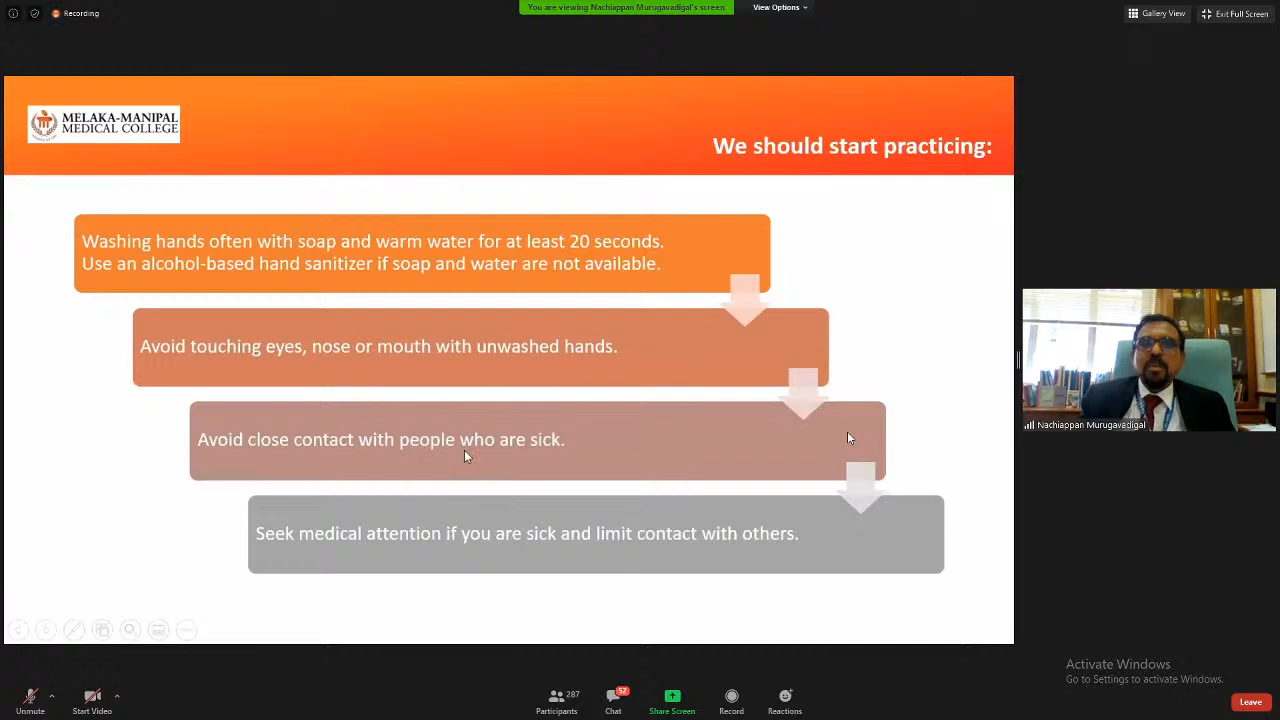 Recording
You are viewing Nachiappan Murugavadigal's screen
View Options
Gallery View
Exit Full Screen
MELAKA-MANIPAL
MEDICAL COLLEGE
We should start practicing:
Washing hands often with soap and warm water for at least 20 seconds.
Use an alcohol-based hand sanitizer if soap and water are not available.
Avoid touching eyes, nose or mouth with unwashed hands.
Avoid close contact with people who are sick.
Seek medical attention if you are sick and limit contact with others.
Nachiappan Murugavadigal
Activate Windows
Go to Settings to activate Windows.
Unmute
Start Video
287
Participants
52
Chat
Share Screen
Record
Reactions
Leave